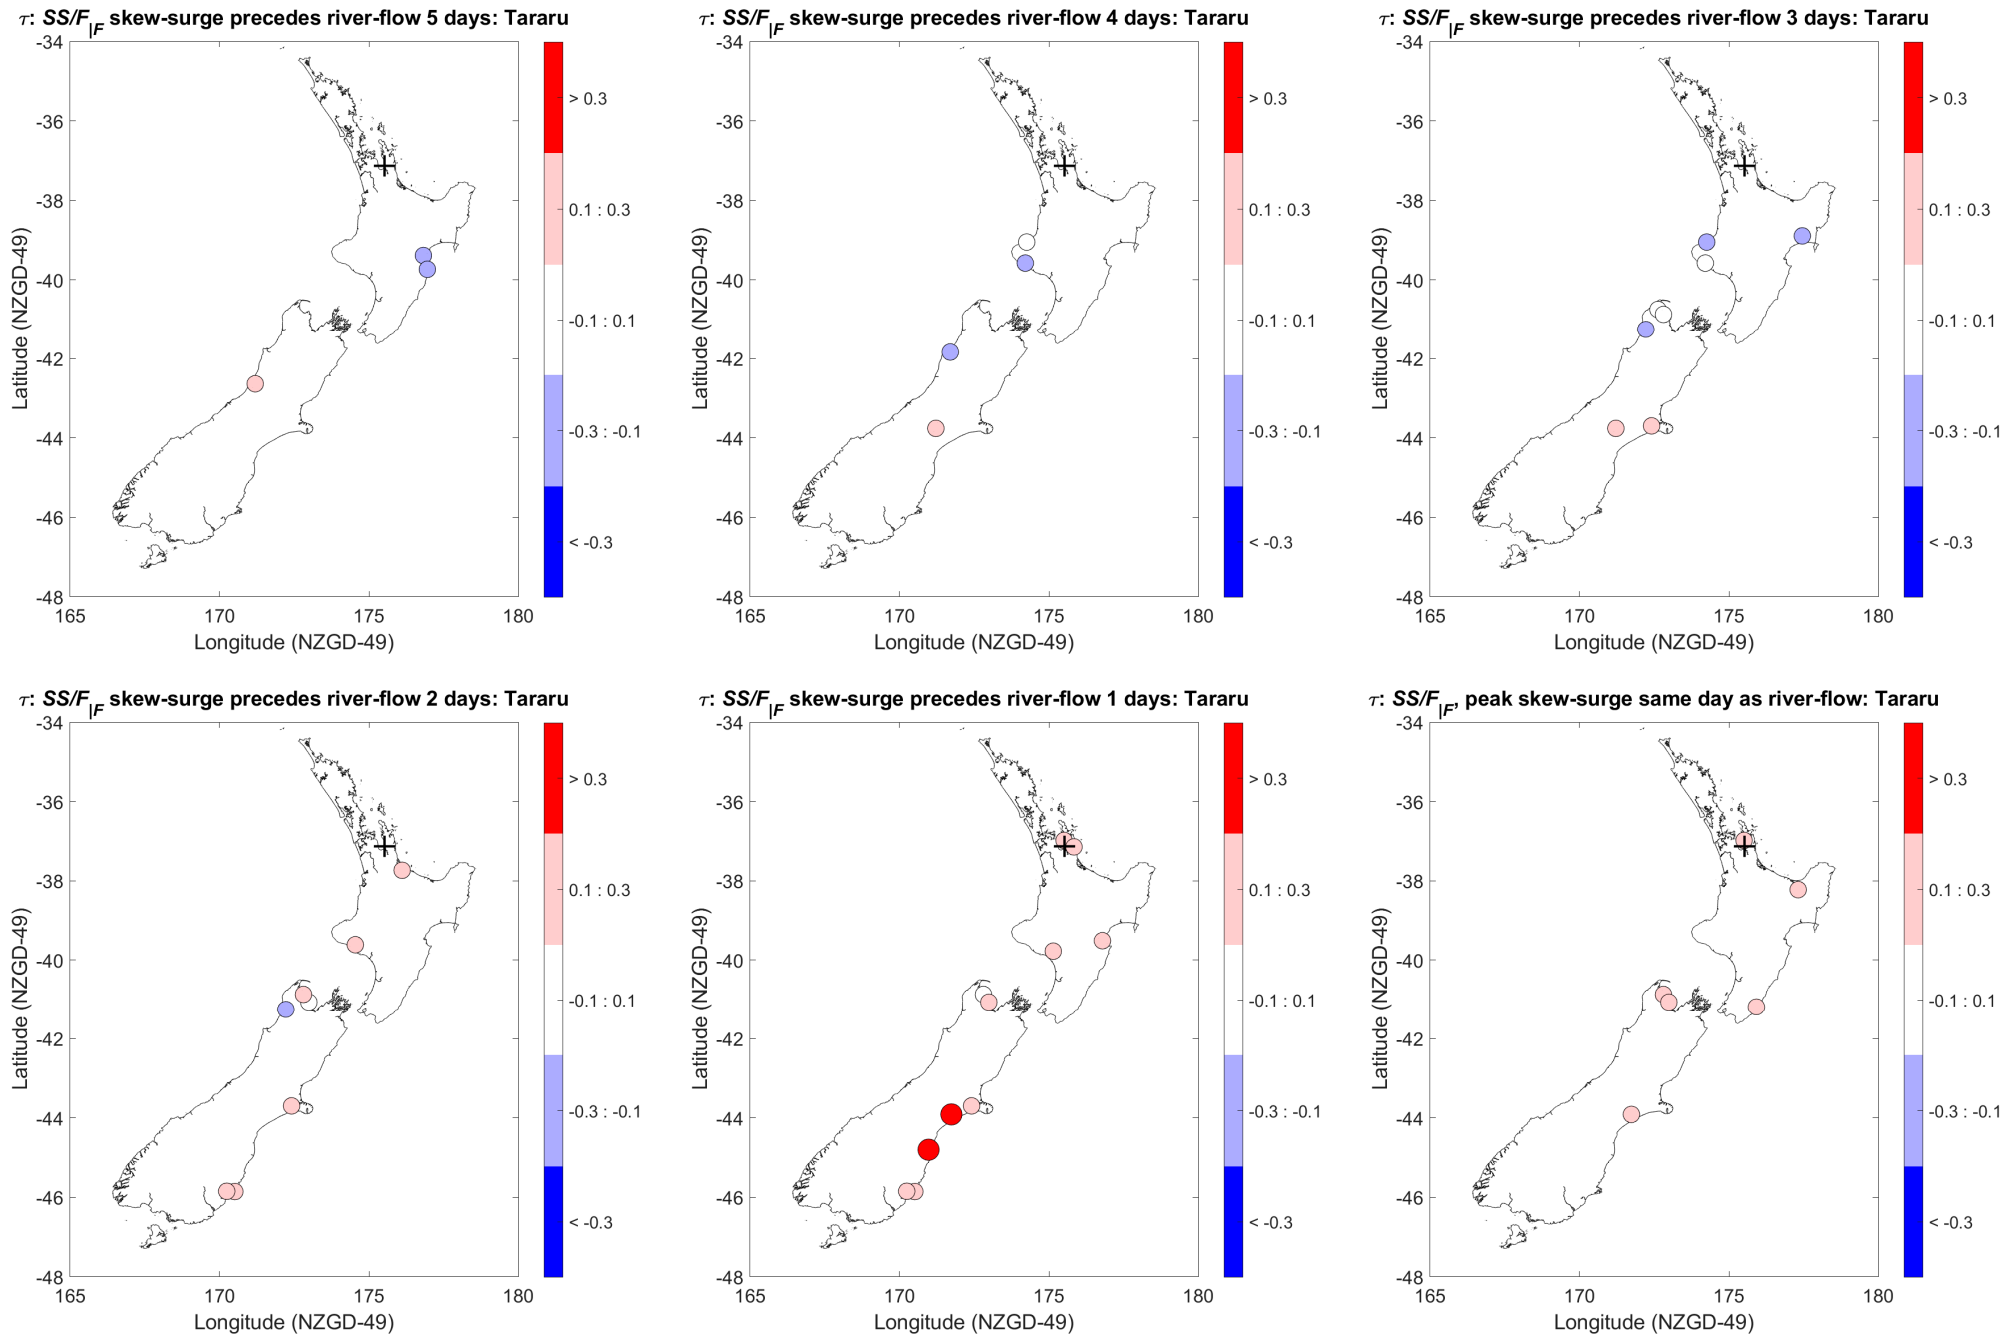 τ: SS/F|F skew-surge precedes river-flow 5 days: Tararu
-34
-36
-38
-40
-42
-44
-46
-48
165
170
175
180
Latitude (NZGD-49)
Longitude (NZGD-49)
> 0.3
0.1 : 0.3
-0.1 : 0.1
-0.3 : -0.1
< -0.3
τ: SS/F|F skew-surge precedes river-flow 4 days: Tararu
-34
-36
-38
-40
-42
-44
-46
-48
165
170
175
180
Latitude (NZGD-49)
Longitude (NZGD-49)
> 0.3
0.1 : 0.3
-0.1 : 0.1
-0.3 : -0.1
< -0.3
τ: SS/F|F skew-surge precedes river-flow 3 days: Tararu
-34
-36
-38
-40
-42
-44
-46
-48
165
170
175
180
Latitude (NZGD-49)
Longitude (NZGD-49)
> 0.3
0.1 : 0.3
-0.1 : 0.1
-0.3 : -0.1
< -0.3
τ: SS/F|F skew-surge precedes river-flow 2 days: Tararu
-34
-36
-38
-40
-42
-44
-46
-48
165
170
175
180
Latitude (NZGD-49)
Longitude (NZGD-49)
> 0.3
0.1 : 0.3
-0.1 : 0.1
-0.3 : -0.1
< -0.3
τ: SS/F|F skew-surge precedes river-flow 1 days: Tararu
-34
-36
-38
-40
-42
-44
-46
-48
165
170
175
180
Latitude (NZGD-49)
Longitude (NZGD-49)
> 0.3
0.1 : 0.3
-0.1 : 0.1
-0.3 : -0.1
< -0.3
τ: SS/F|F, peak skew-surge same day as river-flow: Tararu
-34
-36
-38
-40
-42
-44
-46
-48
165
170
175
180
Latitude (NZGD-49)
Longitude (NZGD-49)
> 0.3
0.1 : 0.3
-0.1 : 0.1
-0.3 : -0.1
< -0.3